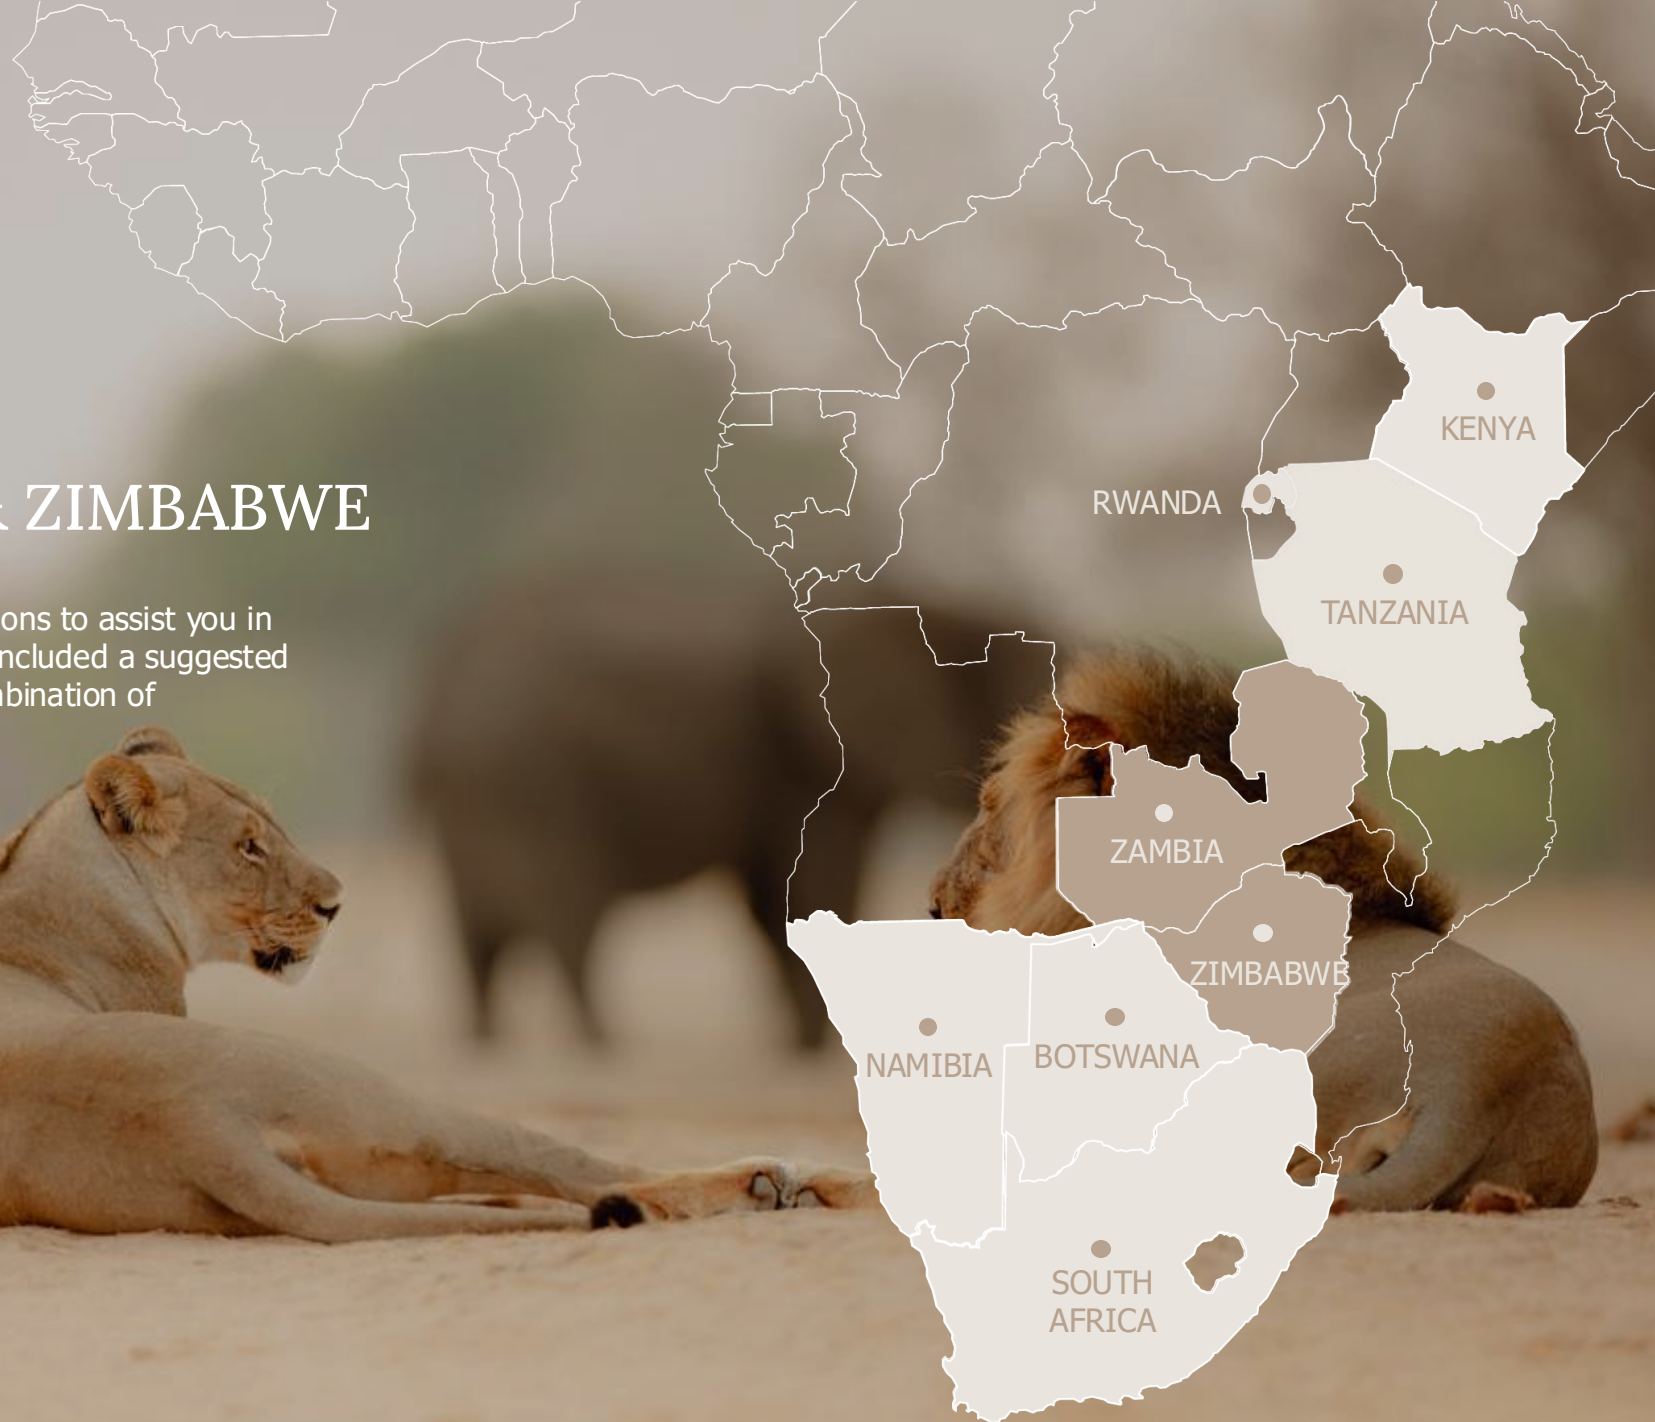 & ZIMBABWE
ons to assist you in
ncluded a suggested
bination of
KENYA
RWANDA
TANZANIA
ZAMBIA
ZIMBABWE
NAMIBIA
BOTSWANA
SOUTH
AFRICA